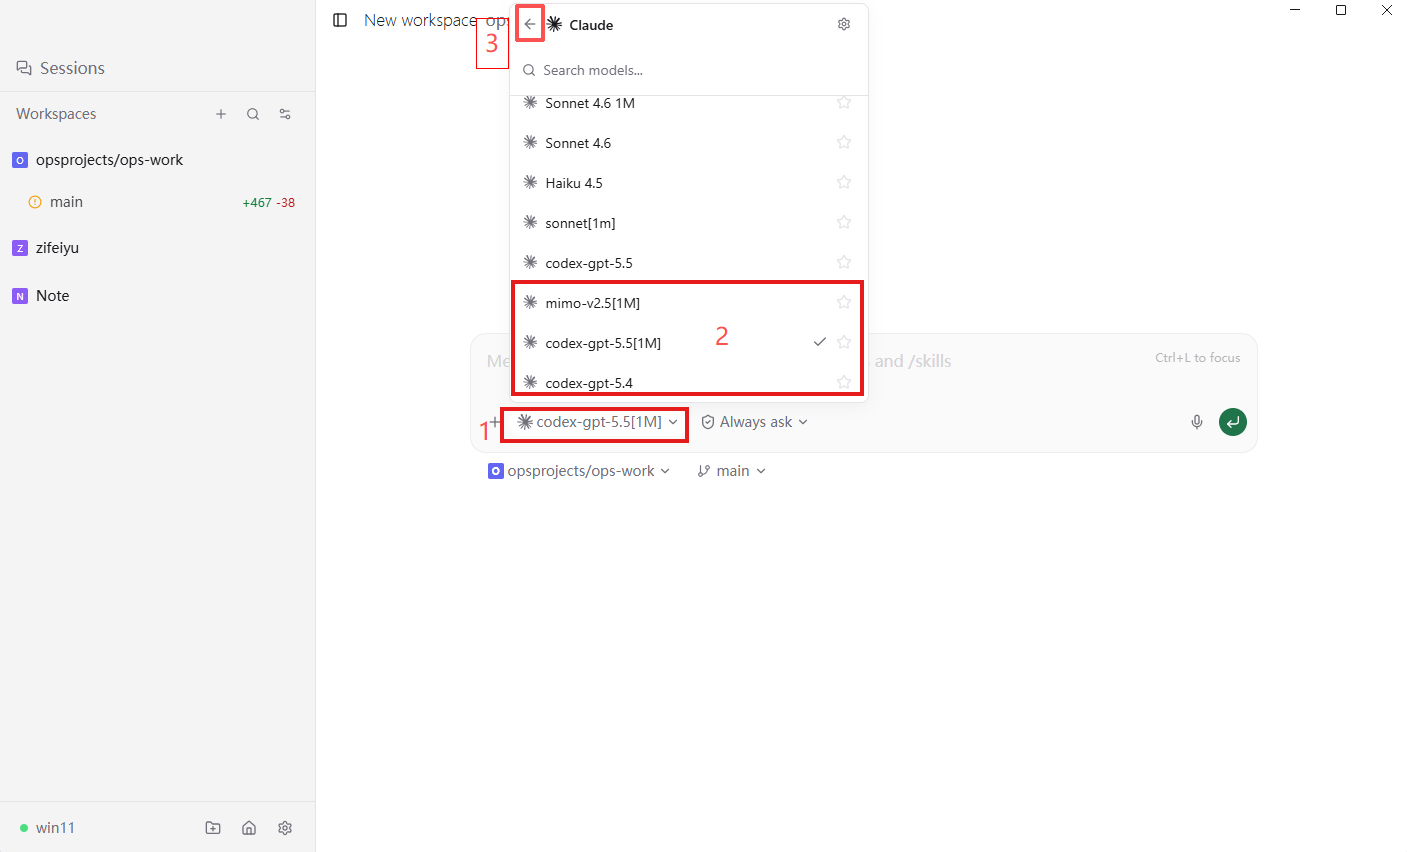 New workspace
ops
3
Claude
Search models...
Sessions
Workspaces
O opsprojects/ops-work
main +467 -38
Z zifeiyu
N Note
Sonnet 4.6 1M
Sonnet 4.6
Haiku 4.5
sonnet[1m]
codex-gpt-5.5
mimo-v2.5[1M]
codex-gpt-5.5[1M]
codex-gpt-5.4
2
Me
and /skills
Ctrl+L to focus
1
codex-gpt-5.5[1M]
Always ask
O opsprojects/ops-work
main
win11